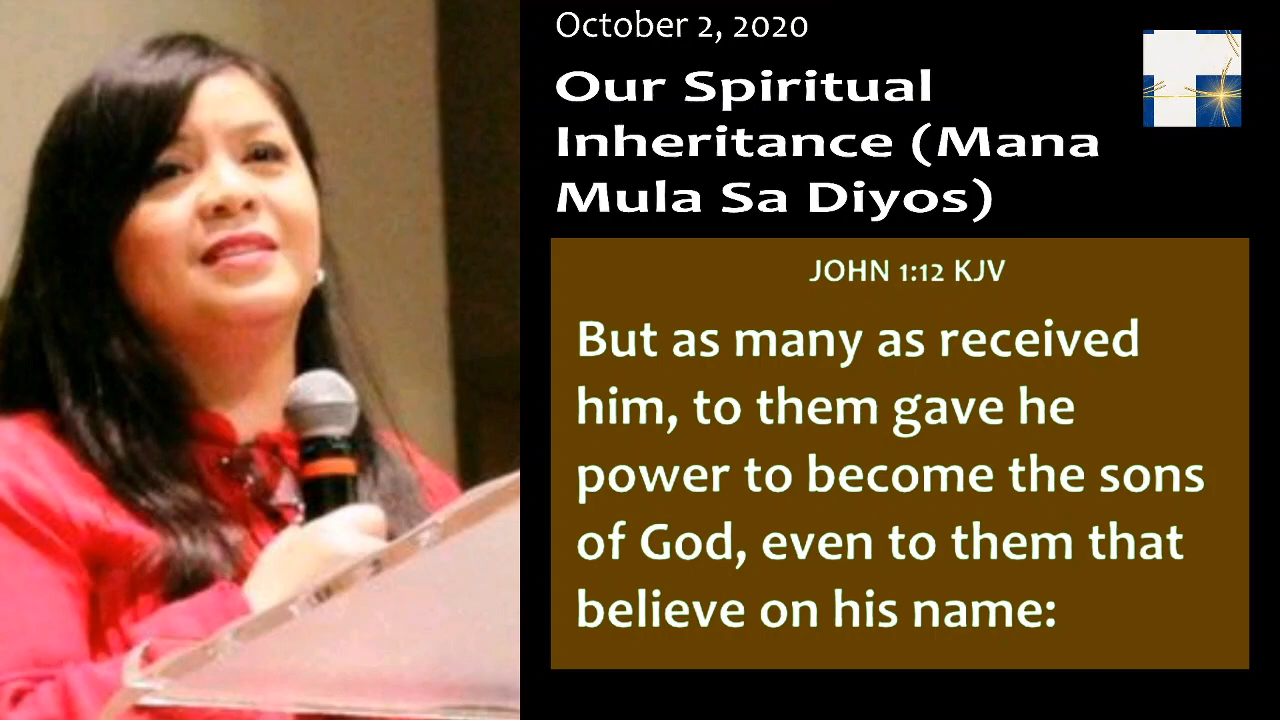 October 2, 2020
Our Spiritual
Inheritance (Mana
Mula Sa Diyos)
JOHN 1:12 KJV
But as many as received
him, to them gave he
power to become the sons
of God, even to them that
believe on his name: